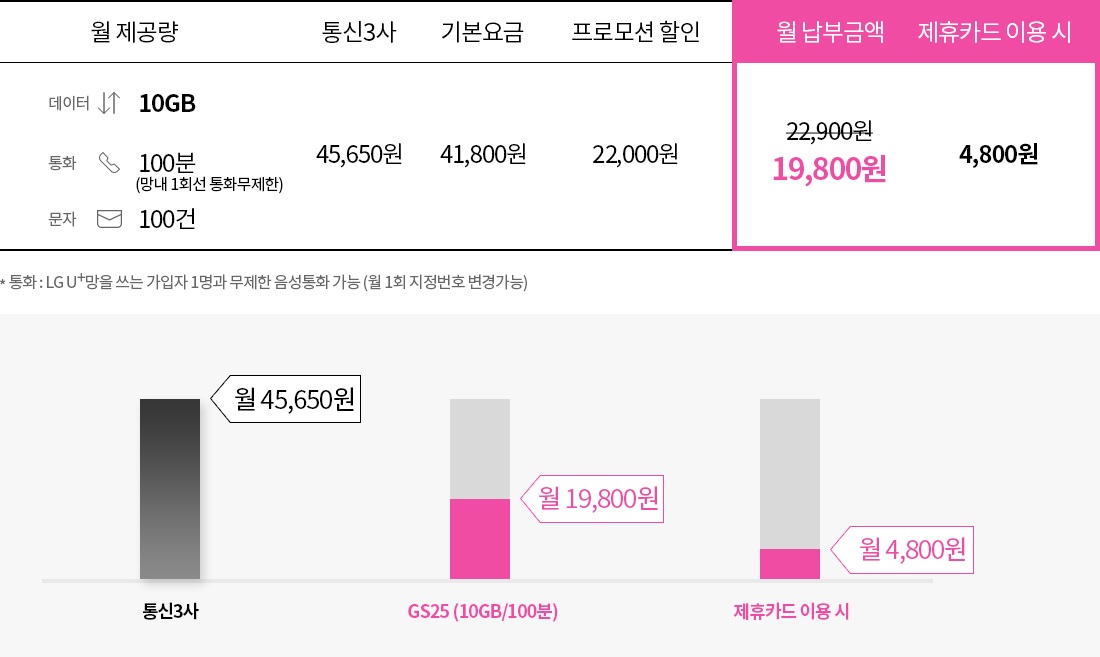 월 제공량 통신3사 기본요금 프로모션 할인 월 납부금액 제휴카드 이용 시
데이터 10GB
통화 100분
(망내 1회선 통화무제한)
문자 100건
45,650원 41,800원 22,000원
22,900원
19,800원
4,800원
* 통화 : LG U+망을 쓰는 가입자 1명과 무제한 음성통화 가능 (월 1회 지정번호 변경가능)
월 45,650원
월 19,800원
월 4,800원
통신3사 GS25 (10GB/100분) 제휴카드 이용 시